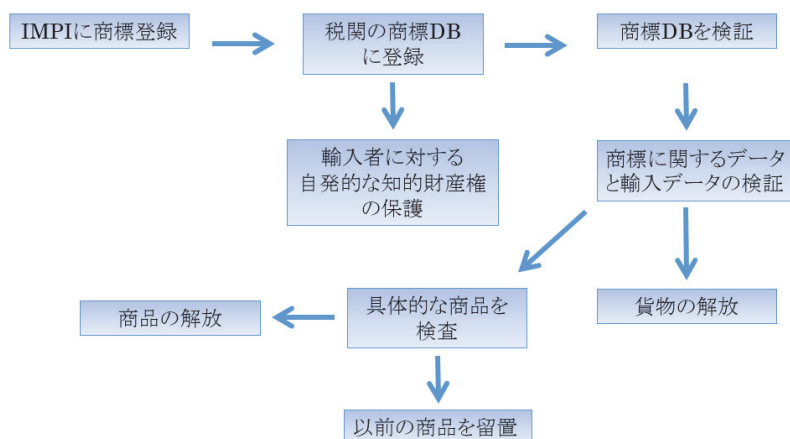 IMPIに商標登録
税関の商標DB
に登録
商標DBを検証
輸入者に対する
自発的な知的財産権
の保護
商標に関するデータ
と輸入データの検証
商品の解放
具体的な商品を
検査
貨物の解放
以前の商品を留置